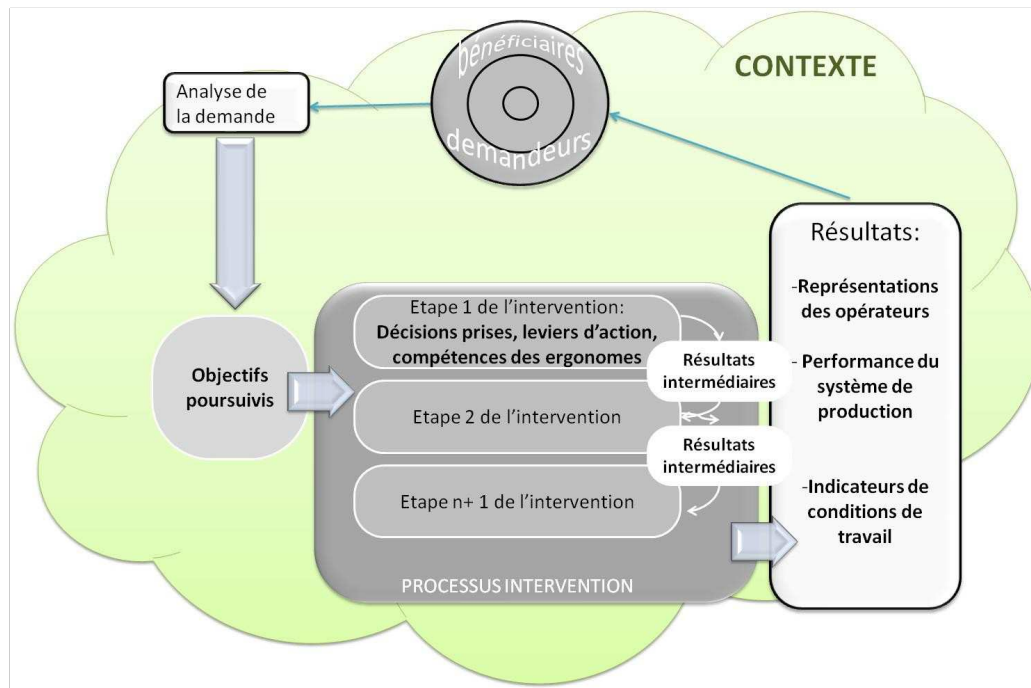 bénéficiaires
demandeurs
CONTEXTE
Analyse de
la demande
Objectifs
poursuivis
Etape 1 de l'intervention:
Décisions prises, leviers d'action,
compétences des ergonomes
Résultats
intermédiaires
Etape 2 de l'intervention
Résultats
intermédiaires
Etape n+ 1 de l'intervention
PROCESSUS INTERVENTION
Résultats:
-Représentations
des opérateurs
- Performance du
système de
production
-Indicateurs de
conditions de
travail